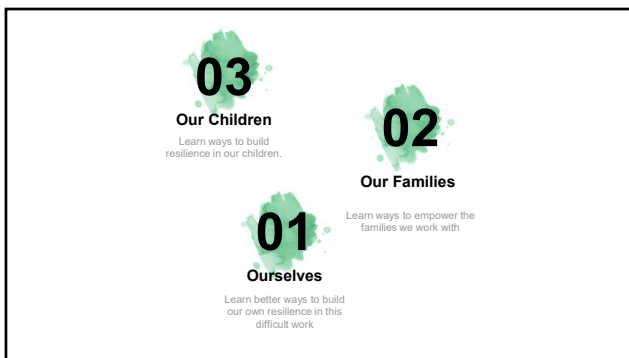 03
Our Children
Learn ways to build
resilience in our children.
02
Our Families
Learn ways to empower the
families we work with
01
Ourselves
Learn better ways to build
our own resilience in this
difficult work